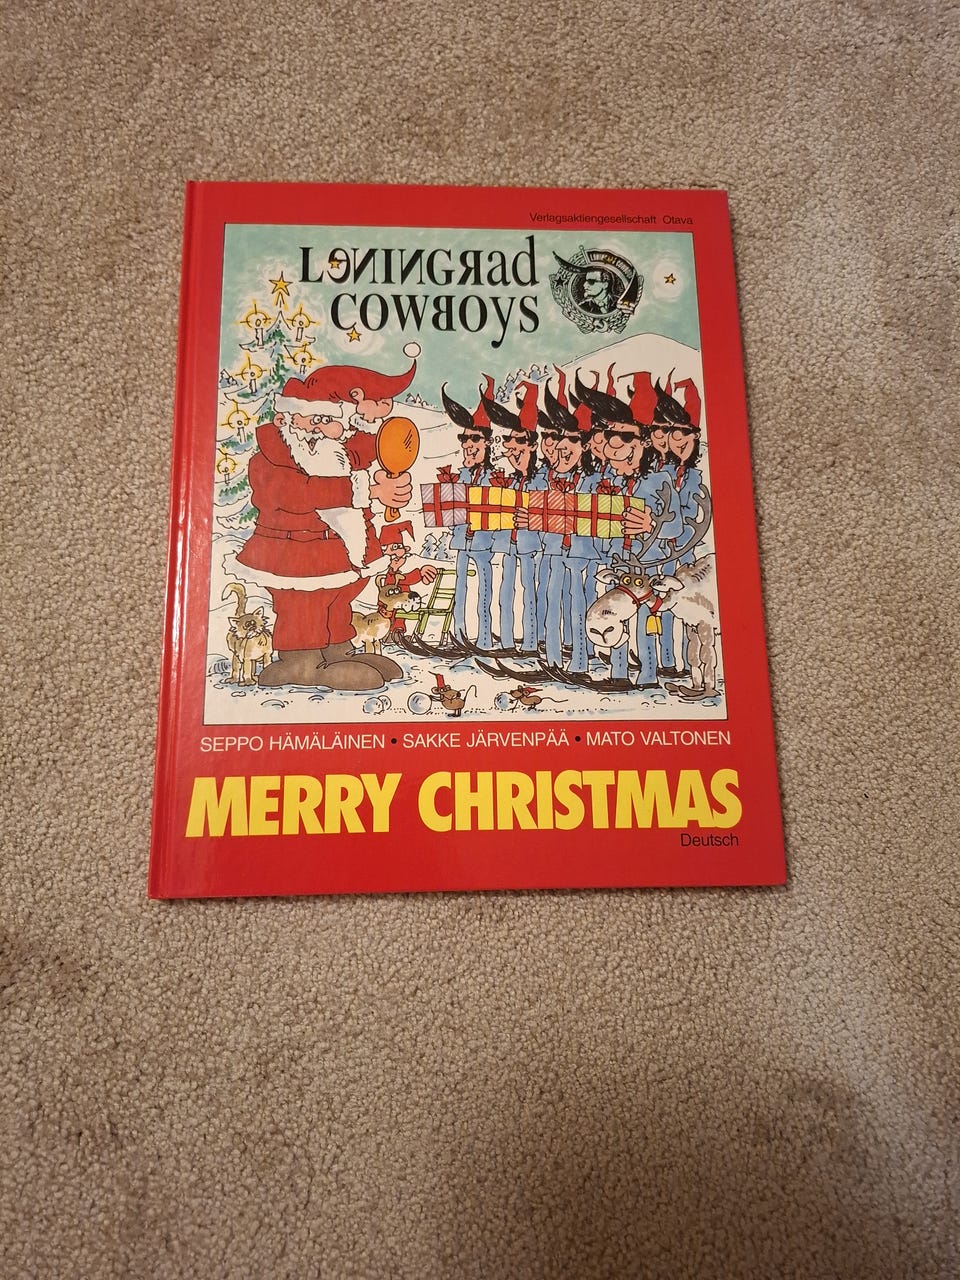 Verlagsaktiengesellschaft Otava
LeNINGRad
COWBOYS
SEPPO HÄMÄLÄINEN • SAKKE JÄRVENPÄÄ • MATO VALTONEN
MERRY CHRISTMAS
Deutsch